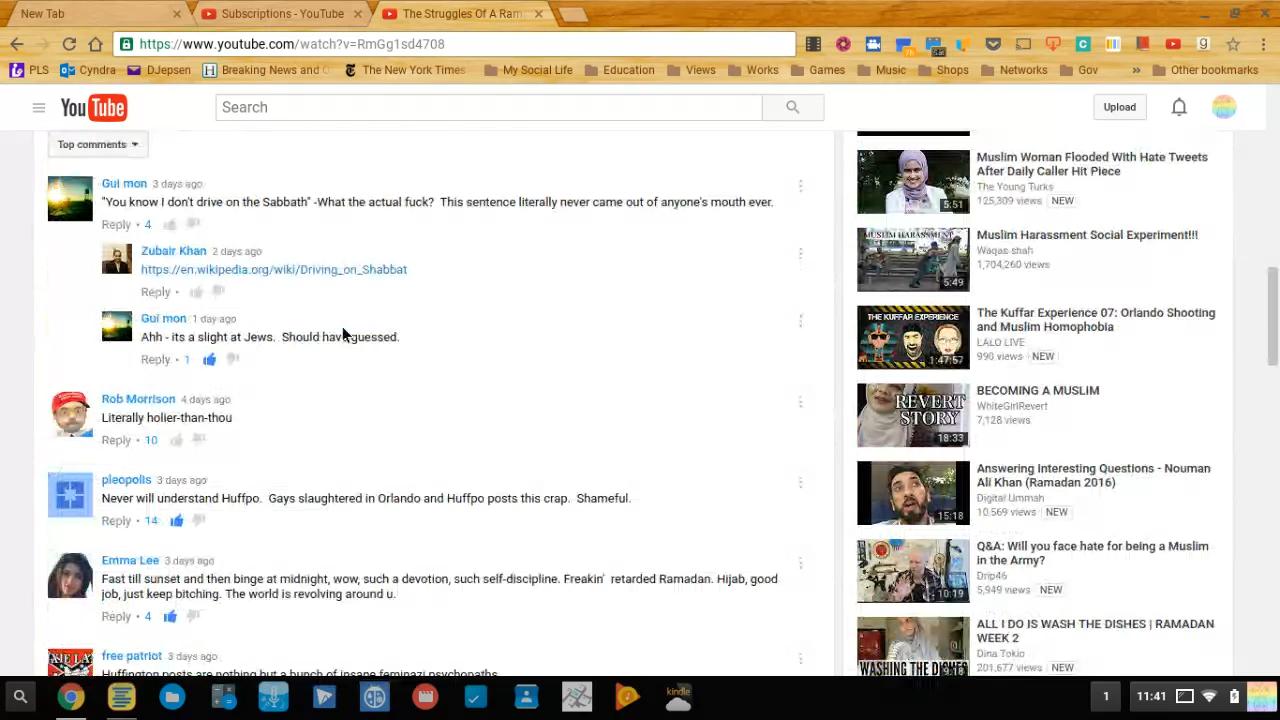 New Tab
Subscriptions - YouTube
The Struggles Of A Ram
https://www.youtube.com/watch?v=RmGg1sd4708
PLS
Cyndra
DJepsen
Breaking News and
The New York Times
My Social Life
Education
Views
Works
Games
Music
Shops
Networks
Gov
Other bookmarks
YouTube
Search
Upload
Top comments
Gui mon 3 days ago
"You know I don't drive on the Sabbath" -What the actual fuck? This sentence literally never came out of anyone's mouth ever.
Reply • 4
Zubair Khan 2 days ago
https://en.wikipedia.org/wiki/Driving_on_Shabbat
Reply •
Gui mon 1 day ago
Ahh - its a slight at Jews. Should have guessed.
Reply • 1
Rob Morrison 4 days ago
Literally holier-than-thou
Reply • 10
pleopolis 3 days ago
Never will understand Huffpo. Gays slaughtered in Orlando and Huffpo posts this crap. Shameful.
Reply • 14
Emma Lee 3 days ago
Fast till sunset and then binge at midnight, wow, such a devotion, such self-discipline. Freakin' retarded Ramadan. Hijab, good
job, just keep bitching. The world is revolving around u.
Reply • 4
free patriot 3 days ago
Huffington posts are nothing but a bunch of insane feminazi psychopaths
Muslim Woman Flooded With Hate Tweets
After Daily Caller Hit Piece
The Young Turks
125,309 views NEW
5:51
Muslim Harassment Social Experiment!!!
Waqas shah
1,704,260 views
MUSLIM HARASSMENT
5:49
The Kuffar Experience 07: Orlando Shooting
and Muslim Homophobia
LALO LIVE
990 views NEW
THE KUFFAR EXPERIENCE
1:47:57
BECOMING A MUSLIM
WhiteGirlRevert
7,128 views
REVERT
STORY
18:33
Answering Interesting Questions - Nouman
Ali Khan (Ramadan 2016)
Digital Ummah
10,569 views NEW
15:18
Q&A: Will you face hate for being a Muslim
in the Army?
Drip46
5,949 views NEW
10:19
ALL I DO IS WASH THE DISHES | RAMADAN
WEEK 2
Dina Tokio
201,677 views NEW
WASHING THE DISHES
9:18
kindle
1
11:41